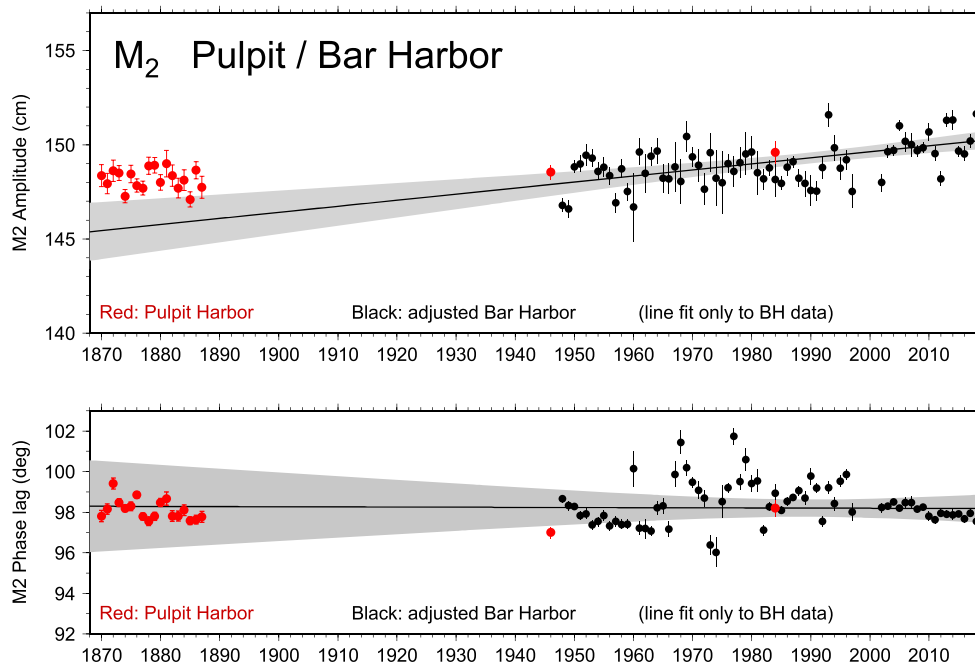 M2 Pulpit / Bar Harbor
M2 Amplitude (cm)
155
150
145
140
Red: Pulpit Harbor Black: adjusted Bar Harbor (line fit only to BH data)
1870 1880 1890 1900 1910 1920 1930 1940 1950 1960 1970 1980 1990 2000 2010
M2 Phase lag (deg)
102
100
98
96
94
92
Red: Pulpit Harbor Black: adjusted Bar Harbor (line fit only to BH data)
1870 1880 1890 1900 1910 1920 1930 1940 1950 1960 1970 1980 1990 2000 2010